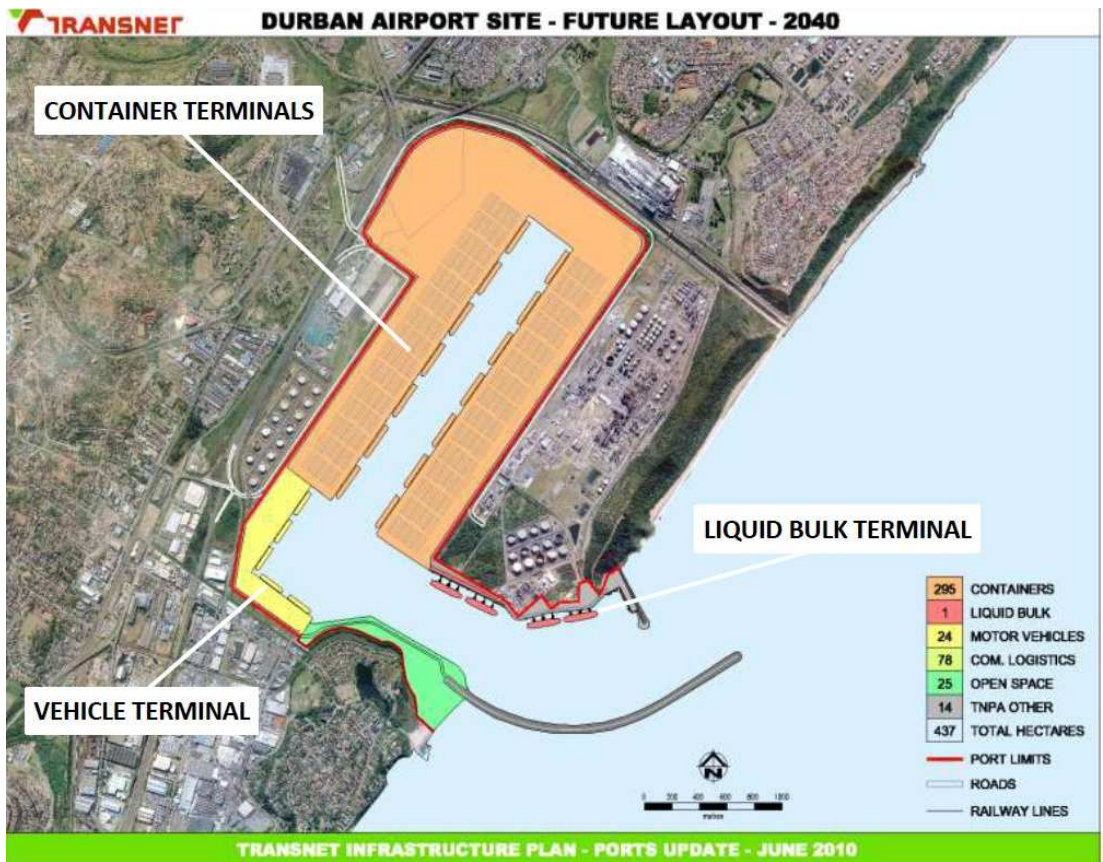 TRANSNET
DURBAN AIRPORT SITE - FUTURE LAYOUT - 2040
CONTAINER TERMINALS
LIQUID BULK TERMINAL
VEHICLE TERMINAL
295 CONTAINERS
1 LIQUID BULK
24 MOTOR VEHICLES
78 COM. LOGISTICS
25 OPEN SPACE
14 TNPA OTHER
437 TOTAL HECTARES
PORT LIMITS
ROADS
RAILWAY LINES
N
0 200 400 600 800 1000
metres
TRANSNET INFRASTRUCTURE PLAN - PORTS UPDATE - JUNE 2010